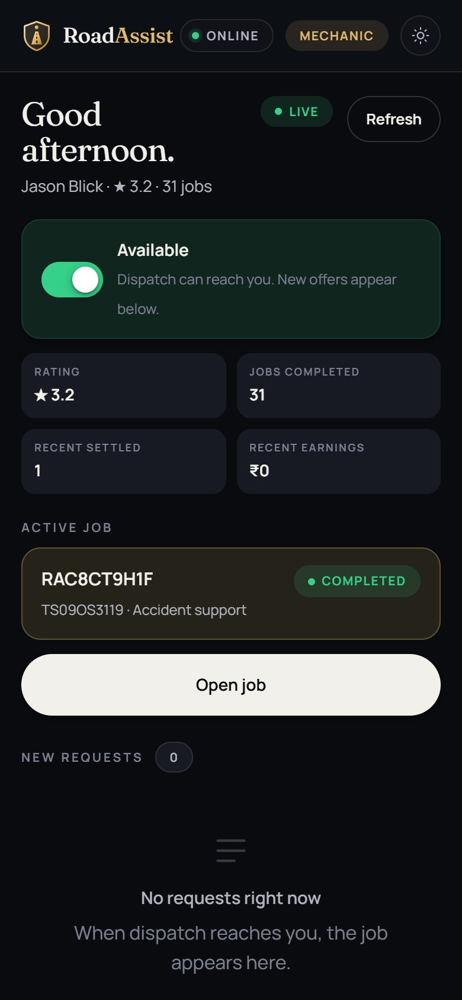 RoadAssist
ONLINE
MECHANIC
Good
afternoon.
LIVE
Refresh
Jason Blick · ★ 3.2 · 31 jobs
Available
Dispatch can reach you. New offers appear
below.
RATING
★ 3.2
JOBS COMPLETED
31
RECENT SETTLED
1
RECENT EARNINGS
₹0
ACTIVE JOB
RAC8CT9H1F
COMPLETED
TS09OS3119 · Accident support
Open job
NEW REQUESTS
0
No requests right now
When dispatch reaches you, the job
appears here.